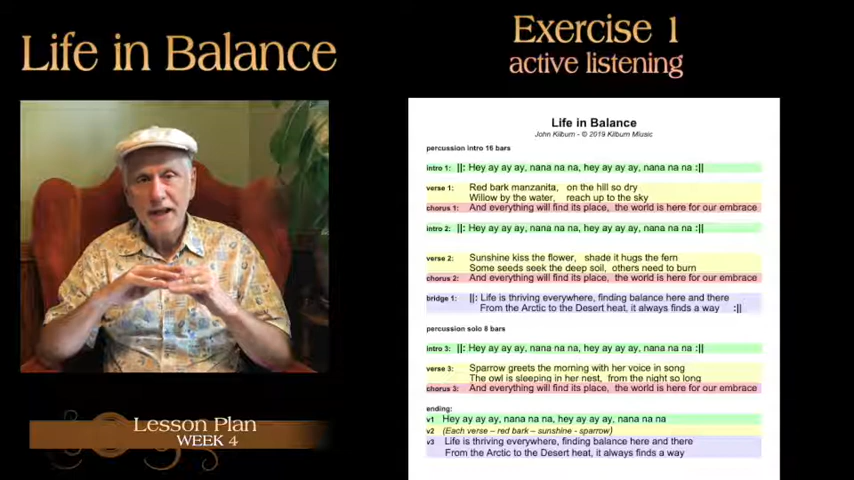 Life in Balance
Exercise 1
active listening
Life in Balance
John Kilburn - © 2019 Kilburn Music
percussion intro 16 bars
intro 1: ||: Hey ay ay ay, nana na na, hey ay ay ay, nana na na :||
verse 1: Red bark manzanita, on the hill so dry
Willow by the water, reach up to the sky
chorus 1: And everything will find its place, the world is here for our embrace
intro 2: ||: Hey ay ay ay, nana na na, hey ay ay ay, nana na na :||
verse 2: Sunshine kiss the flower, shade it hugs the fern
Some seeds seek the deep soil, others need to burn
chorus 2: And everything will find its place, the world is here for our embrace
bridge 1: ||: Life is thriving everywhere, finding balance here and there
From the Arctic to the Desert heat, it always finds a way :||
percussion solo 8 bars
intro 3: ||: Hey ay ay ay, nana na na, hey ay ay ay, nana na na :||
verse 3: Sparrow greets the morning with her voice in song
The owl is sleeping in her nest, from the night so long
chorus 3: And everything will find its place, the world is here for our embrace
ending:
v1 Hey ay ay ay, nana na na, hey ay ay ay, nana na na
v2 (Each verse – red bark – sunshine - sparrow)
v3 Life is thriving everywhere, finding balance here and there
From the Arctic to the Desert heat, it always finds a way
Lesson Plan
WEEK 4